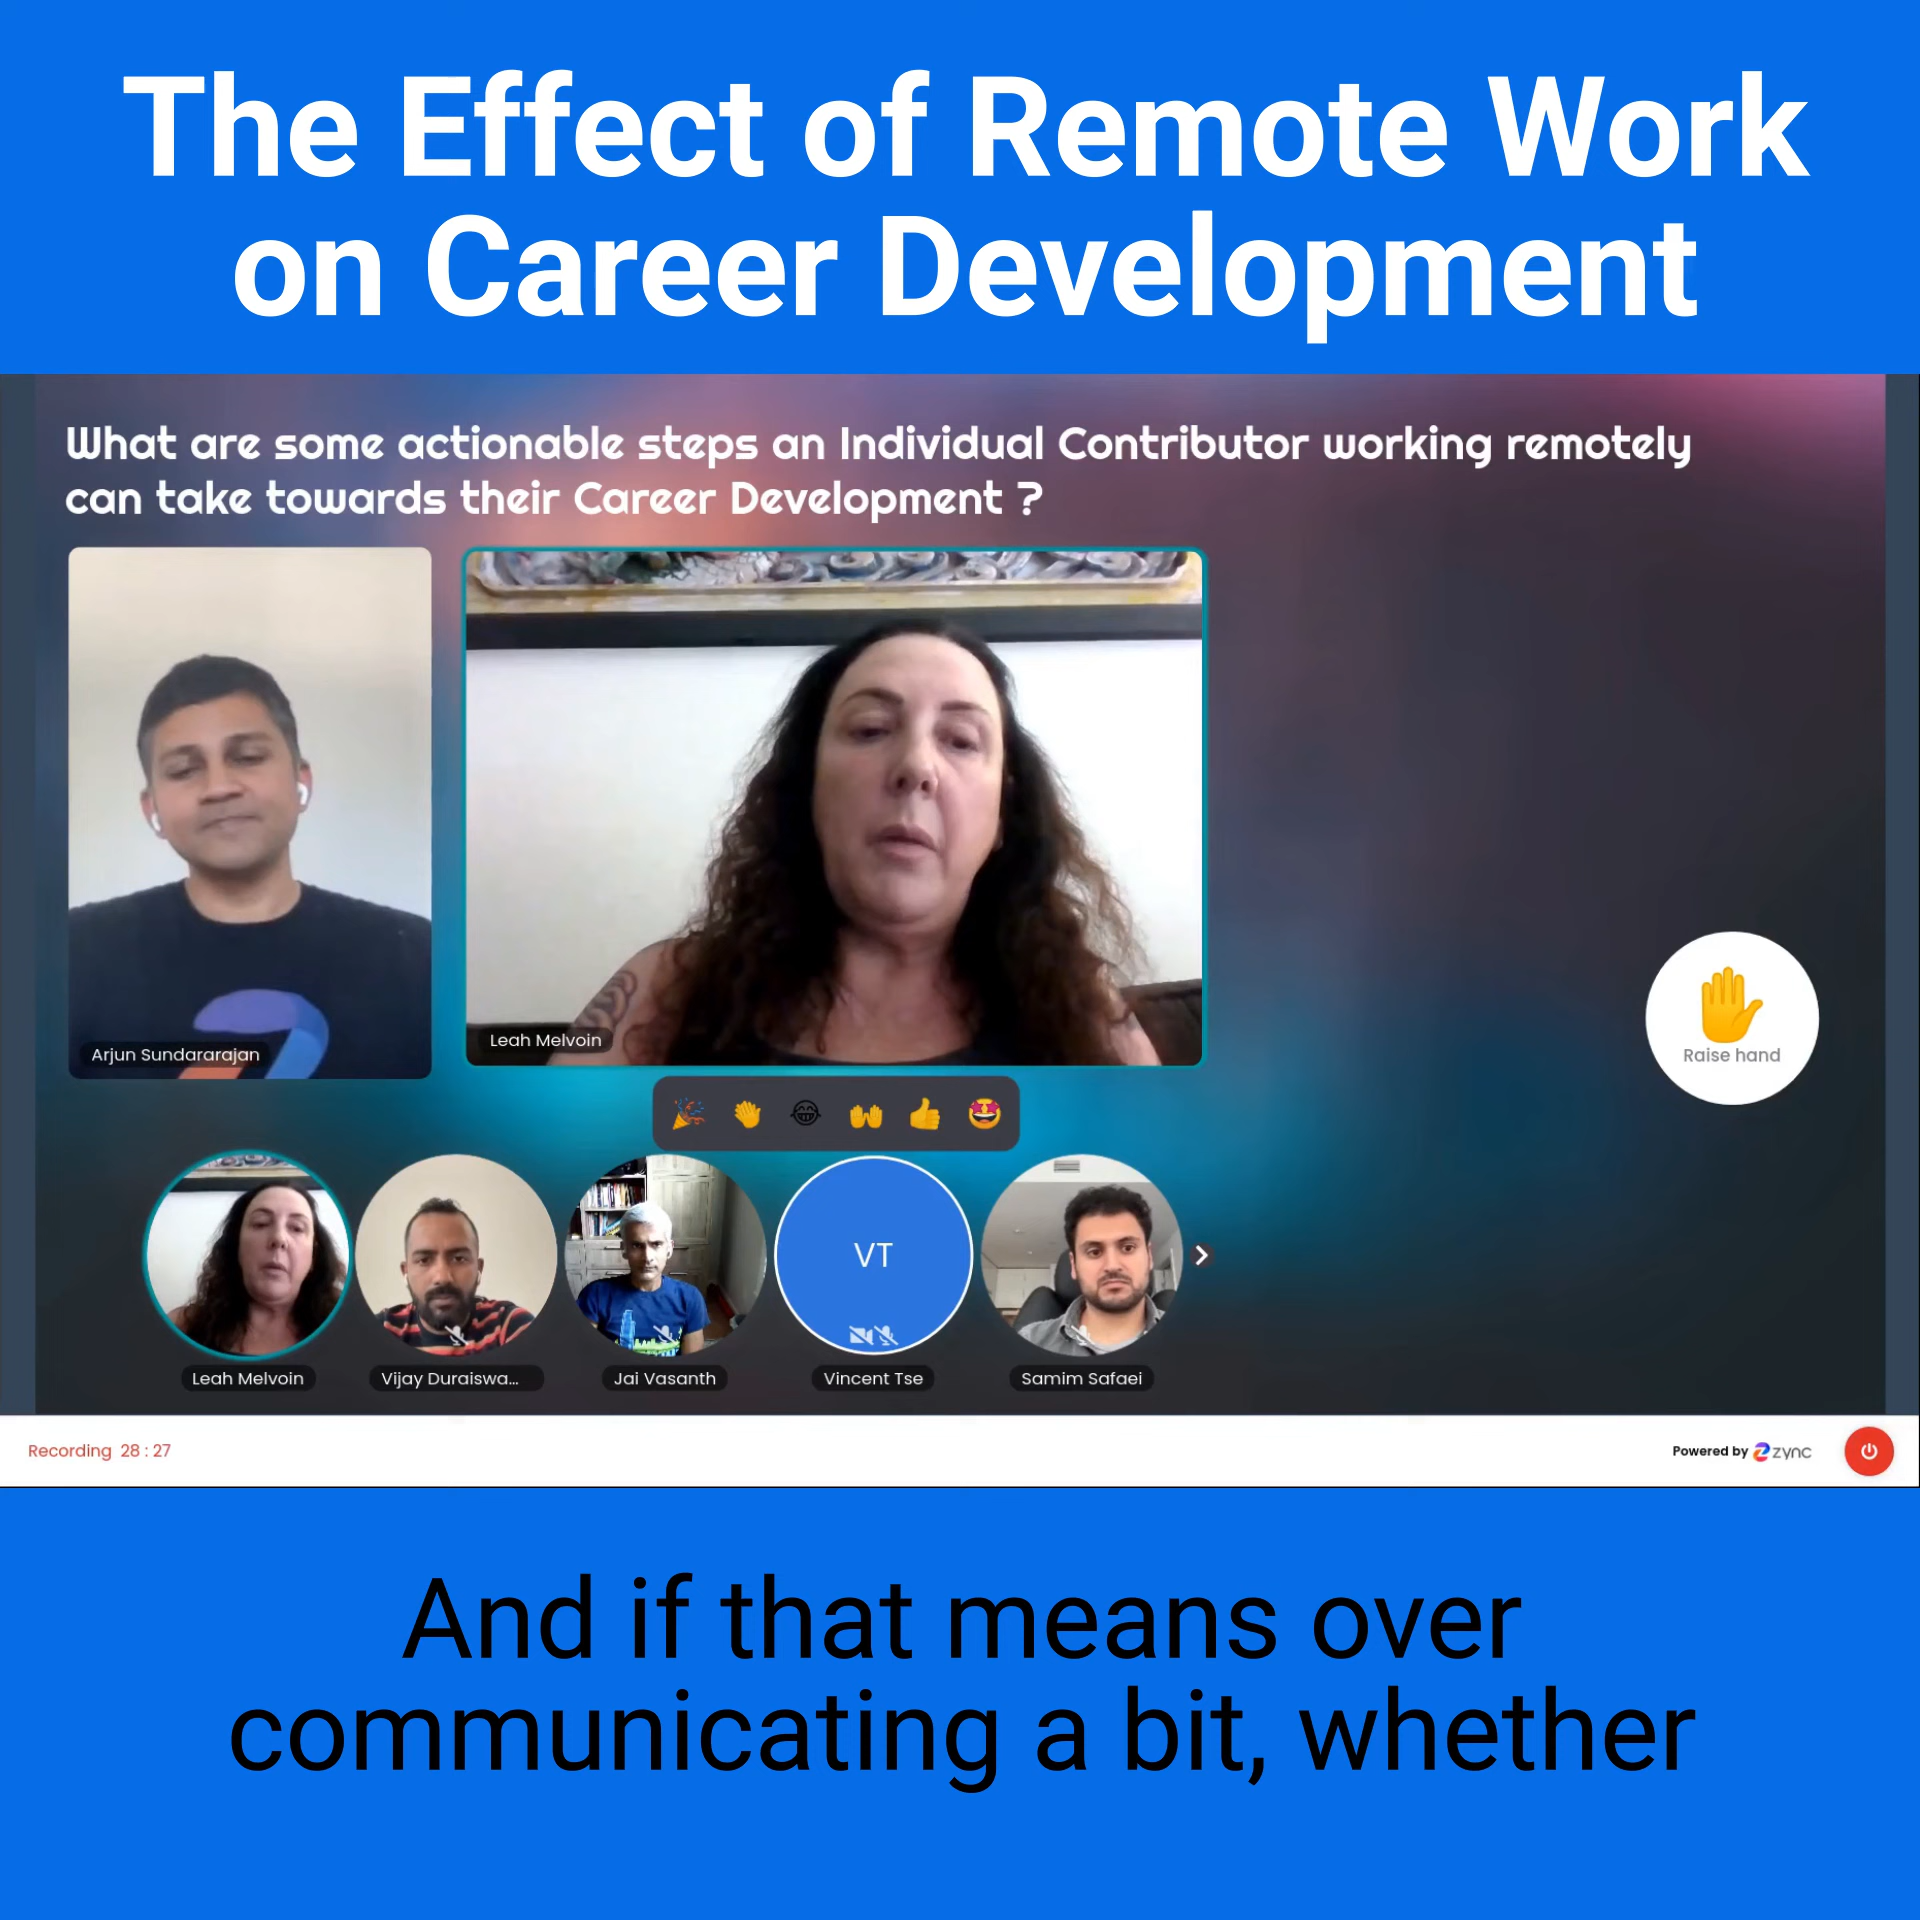 The Effect of Remote Work
on Career Development
What are some actionable steps an Individual Contributor working remotely
can take towards their Career Development ?
Arjun Sundararajan
Leah Melvoin
Raise hand
VT
Leah Melvoin
Vijay Duraiswa...
Jai Vasanth
Vincent Tse
Samim Safaei
Recording 28 : 27
Powered by zync
And if that means over
communicating a bit, whether